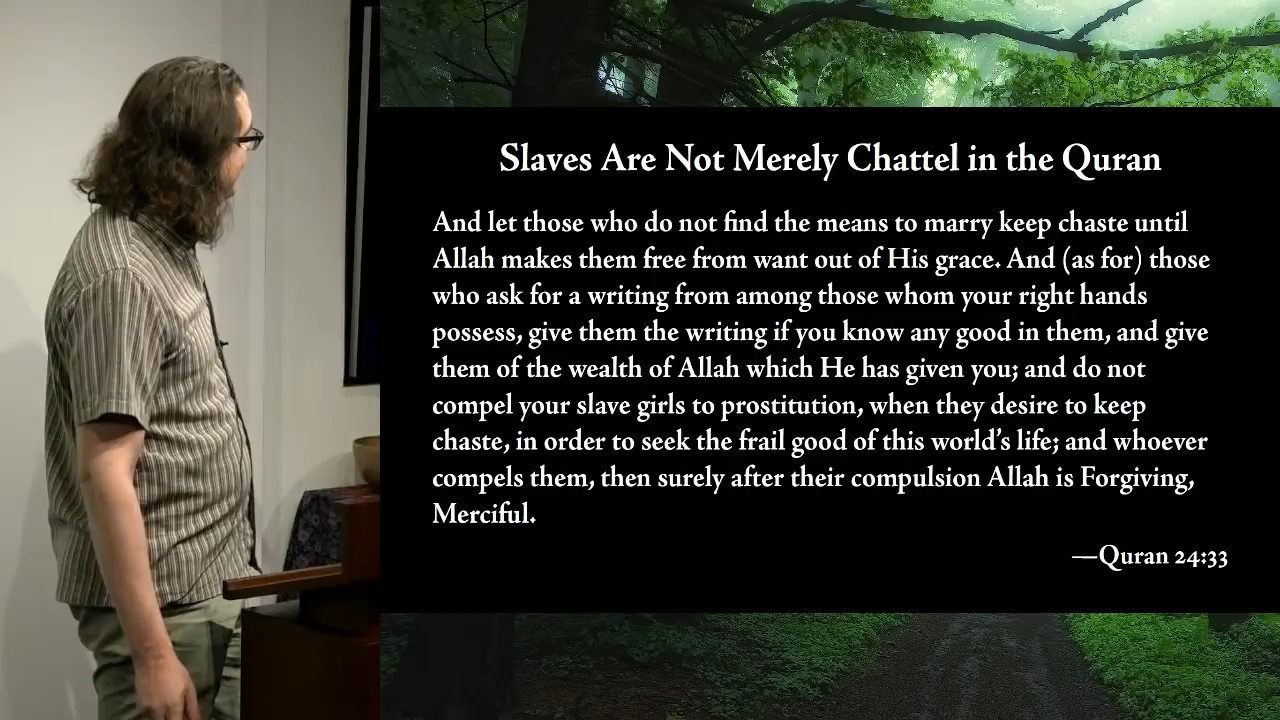 Slaves Are Not Merely Chattel in the Quran
And let those who do not find the means to marry keep chaste until
Allah makes them free from want out of His grace. And (as for) those
who ask for a writing from among those whom your right hands
possess, give them the writing if you know any good in them, and give
them of the wealth of Allah which He has given you; and do not
compel your slave girls to prostitution, when they desire to keep
chaste, in order to seek the frail good of this world’s life; and whoever
compels them, then surely after their compulsion Allah is Forgiving,
Merciful.
—Quran 24:33